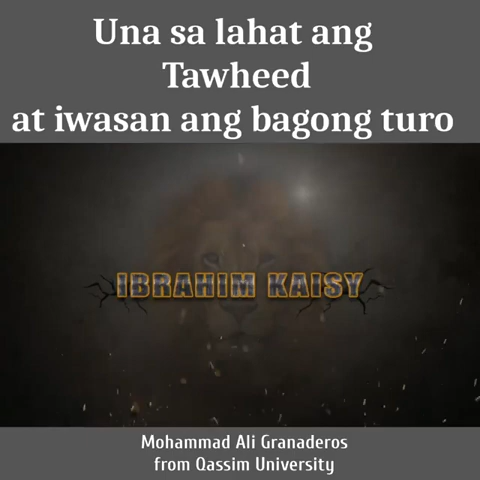 Una sa lahat ang
Tawheed
at iwasan ang bagong turo
IBRAHIM KAISY
Mohammad Ali Granaderos
from Qassim University